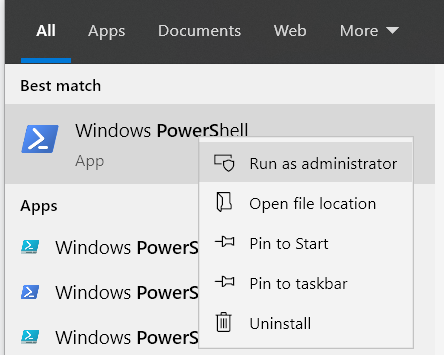 All Apps Documents Web More
Best match
Windows PowerShell
App
Run as administrator
Apps
Open file location
Windows PowerS
Pin to Start
Windows PowerS
Pin to taskbar
Windows PowerS
Uninstall